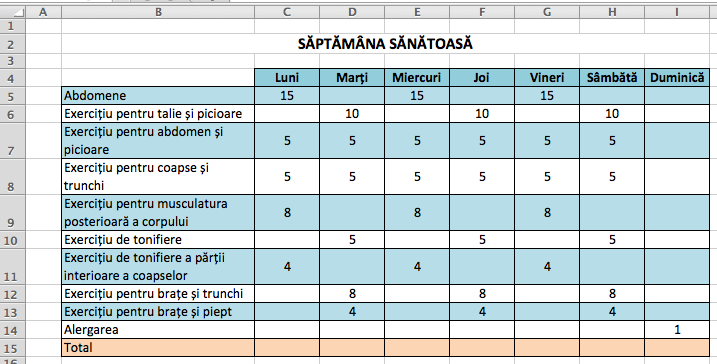 A B C D E F G H I
1
2 SĂPTĂMÂNA SĂNĂTOASĂ
3
4 Luni Marți Miercuri Joi Vineri Sâmbătă Duminică
5 Abdomene 15 15 15
6 Exercițiu pentru talie și picioare 10 10 10
Exercițiu pentru abdomen și
7 picioare 5 5 5 5 5 5
Exercițiu pentru coapse și
8 trunchi 5 5 5 5 5 5
Exercițiu pentru musculatura
9 posterioară a corpului 8 8 8
10 Exercițiu de tonifiere 5 5 5
Exercițiu de tonifiere a părții
11 interioare a coapselor 4 4 4
12 Exercițiu pentru brațe și trunchi 8 8 8
13 Exercițiu pentru brațe și piept 4 4 4
14 Alergarea 1
15 Total